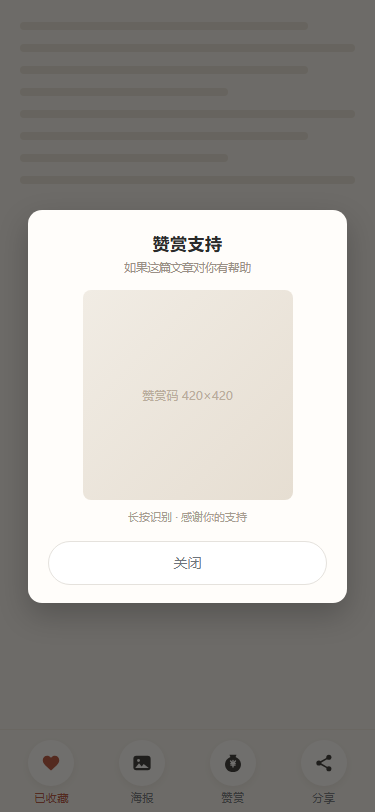 赞赏支持
如果这篇文章对你有帮助
赞赏码 420×420
长按识别 · 感谢你的支持
关闭
已收藏 海报 赞赏 分享